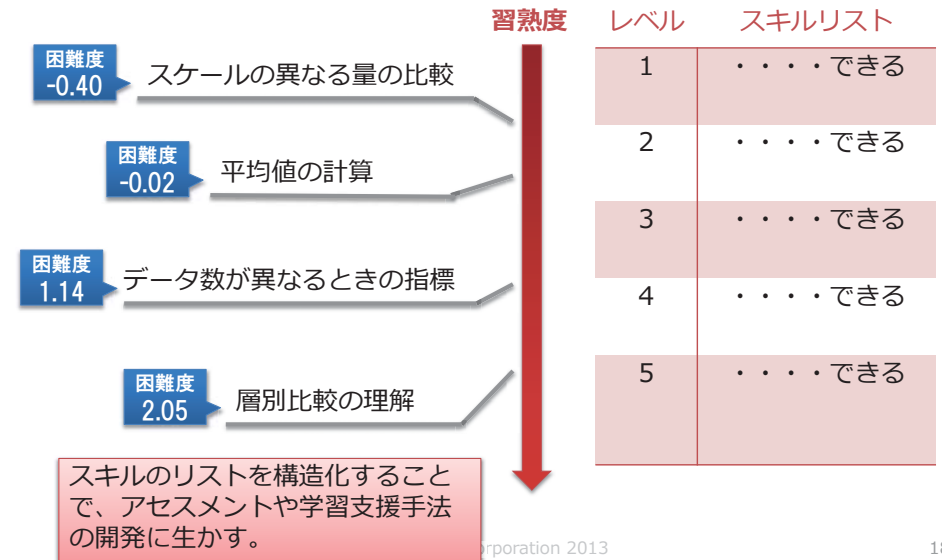 習熟度
レベル スキルリスト
困難度
-0.40
スケールの異なる量の比較
困難度
-0.02
平均値の計算
困難度
1.14
データ数が異なるときの指標
困難度
2.05
層別比較の理解
1 ・・・・できる
2 ・・・・できる
3 ・・・・できる
4 ・・・・できる
5 ・・・・できる
スキルのリストを構造化すること
で、アセスメントや学習支援手法
の開発に生かす。
2013